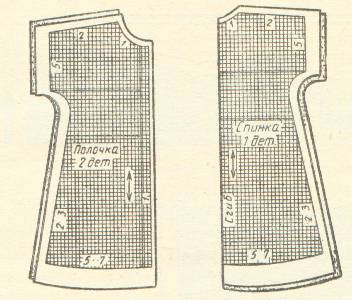 2
1
5
Полочка
2 дет.
1
2-3
5-7
1
2
5
Спинка
1 дет.
Сгиб
2-3
5-7